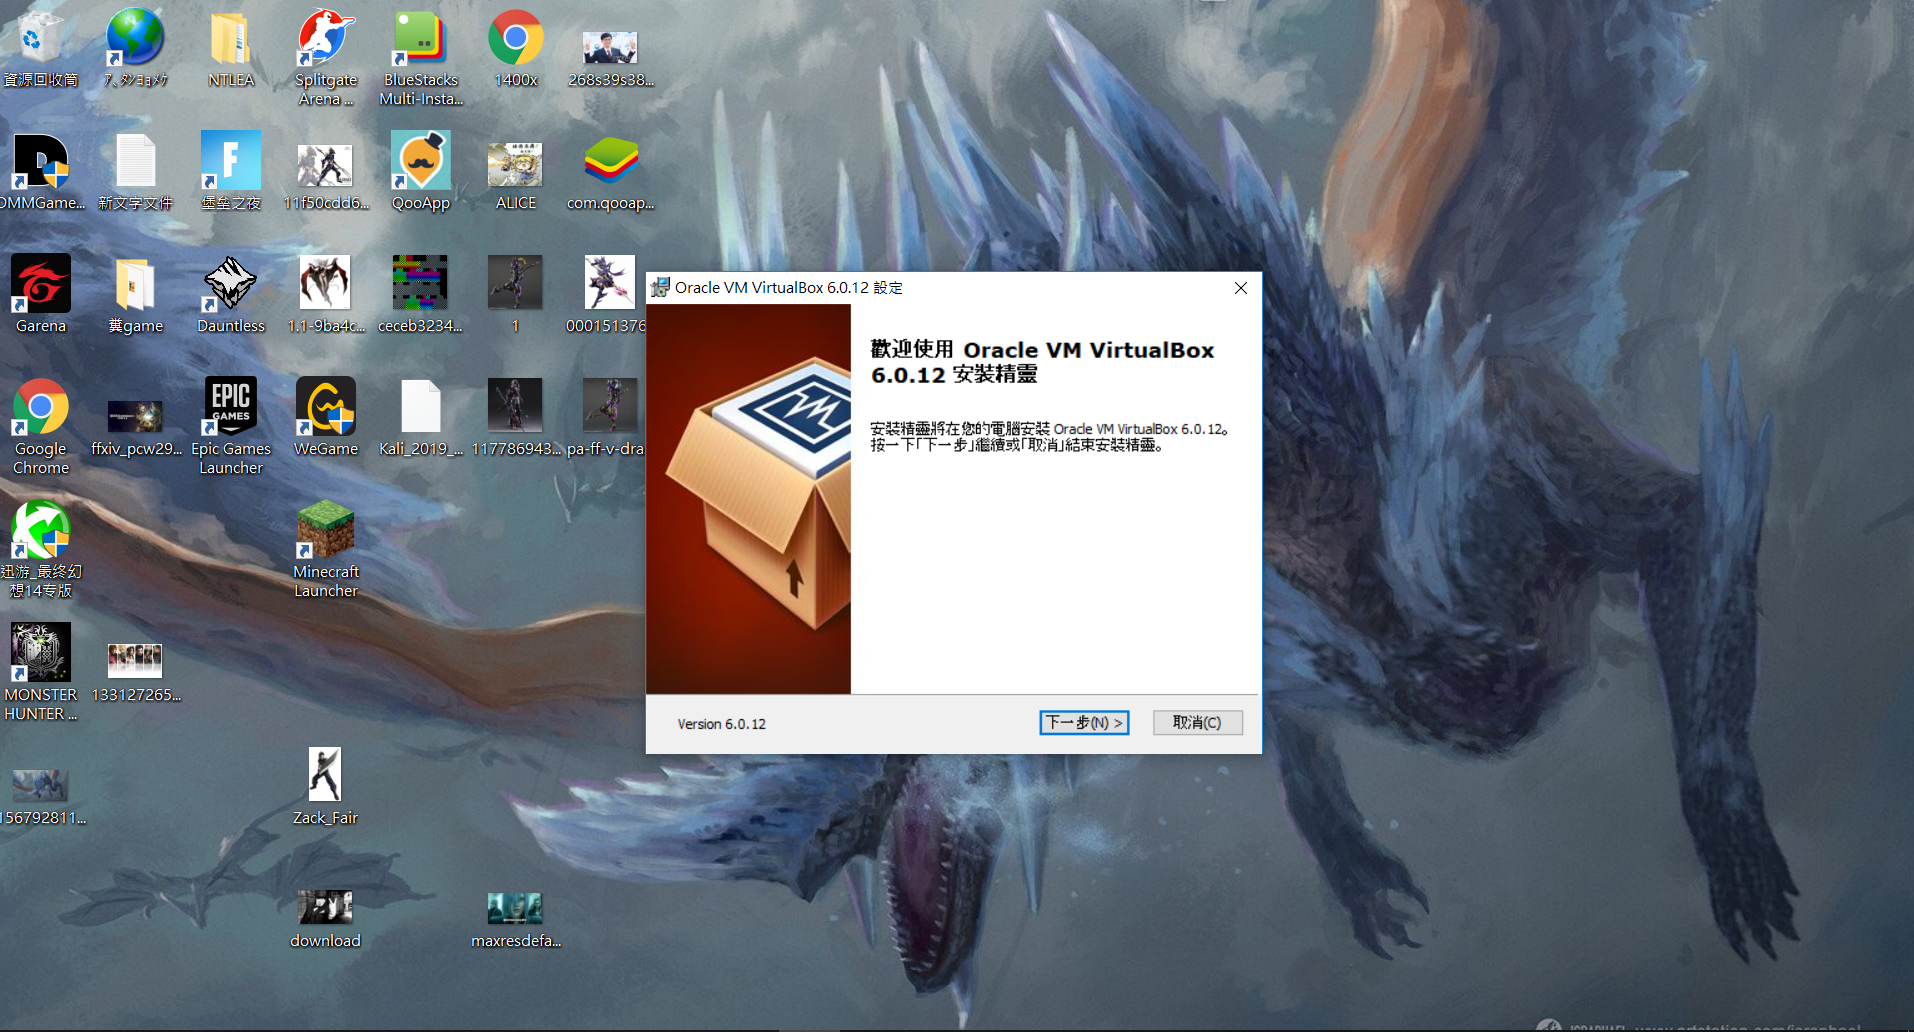 資源回收筒
ｱ､ﾀﾝﾖｮﾒｹ
NTLEA
Splitgate
Arena ...
BlueStacks
Multi-Insta...
1400x
268s39s38...
DMMGame...
新文字文件
堡垒之夜
11f50cdd6...
QooApp
ALICE
com.qooap...
Garena
糞game
Dauntless
1.1-9ba4c...
ceceb3234...
1
000151376
Google
Chrome
ffxiv_pcw29...
EPIC
GAMES
Epic Games
Launcher
WeGame
Kali_2019_...
117786943...
pa-ff-v-dra
迅游_最终幻
想14专版
Minecraft
Launcher
MONSTER
HUNTER ...
133127265...
156792811...
Zack_Fair
download
maxresdefa...
Oracle VM VirtualBox 6.0.12 設定
歡迎使用 Oracle VM VirtualBox
6.0.12 安裝精靈
安裝精靈將在您的電腦安裝 Oracle VM VirtualBox 6.0.12。
按一下「下一步」繼續或「取消」結束安裝精靈。
Version 6.0.12
下一步(N) >
取消(C)